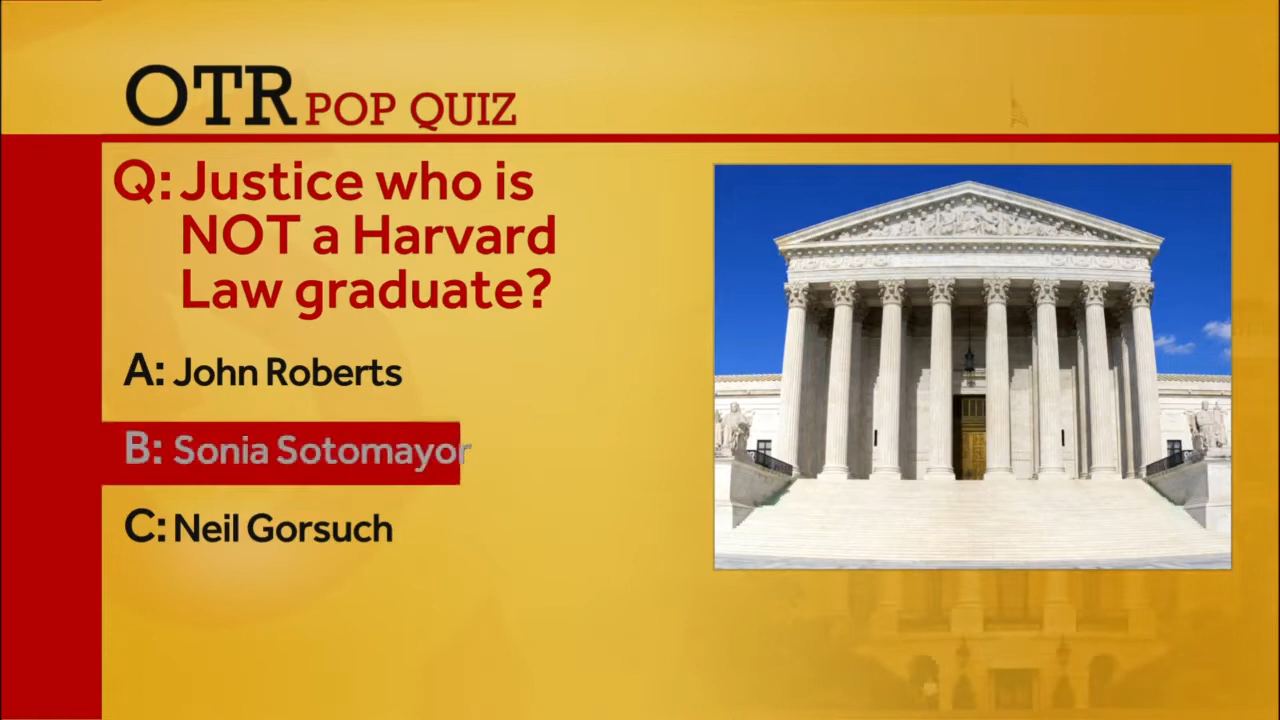 OTR POP QUIZ
Q: Justice who is
NOT a Harvard
Law graduate?
A: John Roberts
B: Sonia Sotomayor
C: Neil Gorsuch